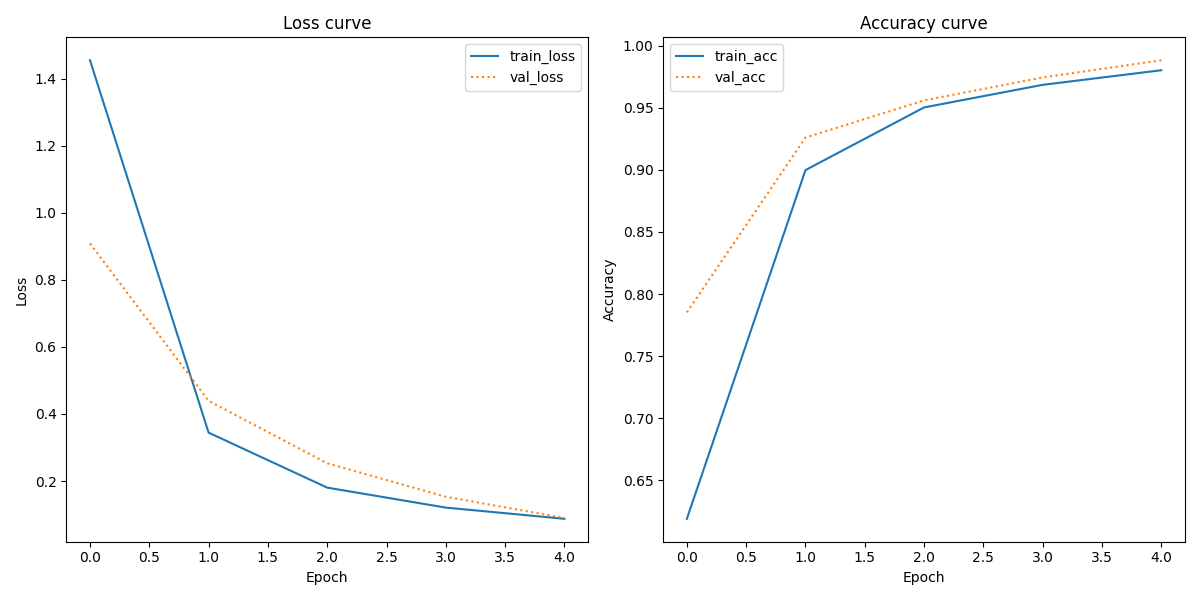 Loss curve
train_loss
val_loss
1.4
1.2
1.0
0.8
0.6
0.4
0.2
Loss
0.0 0.5 1.0 1.5 2.0 2.5 3.0 3.5 4.0
Epoch
Accuracy curve
train_acc
val_acc
1.00
0.95
0.90
0.85
0.80
0.75
0.70
0.65
Accuracy
0.0 0.5 1.0 1.5 2.0 2.5 3.0 3.5 4.0
Epoch